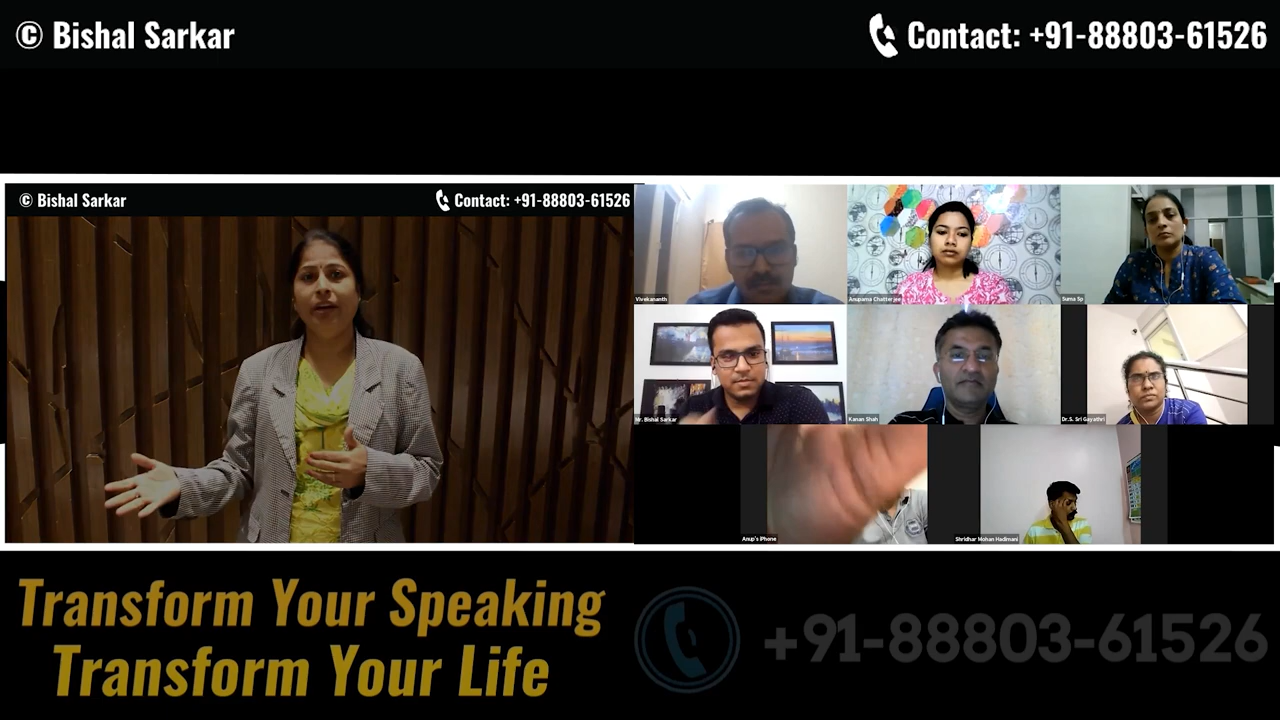 © Bishal Sarkar
Contact: +91-88803-61526
© Bishal Sarkar
Contact: +91-88803-61526
Vivekananth
Anupama Chatterjee
Suma Sp
Mr. Bishal Sarkar
Kanan Shah
Dr.S. Sri Gayathri
Anup's iPhone
Shridhar Mohan Hadimani
Transform Your Speaking
Transform Your Life
+91-88803-61526